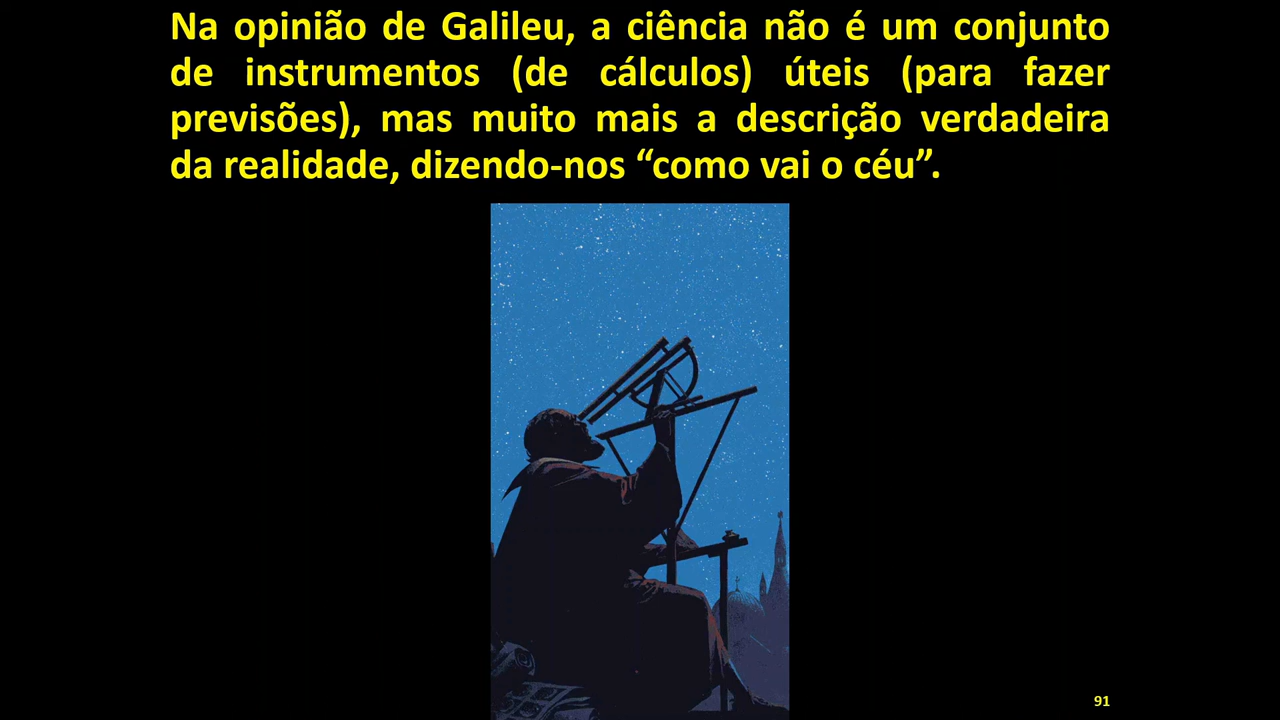 Na opinião de Galileu, a ciência não é um conjunto
de instrumentos (de cálculos) úteis (para fazer
previsões), mas muito mais a descrição verdadeira
da realidade, dizendo-nos “como vai o céu”.
91